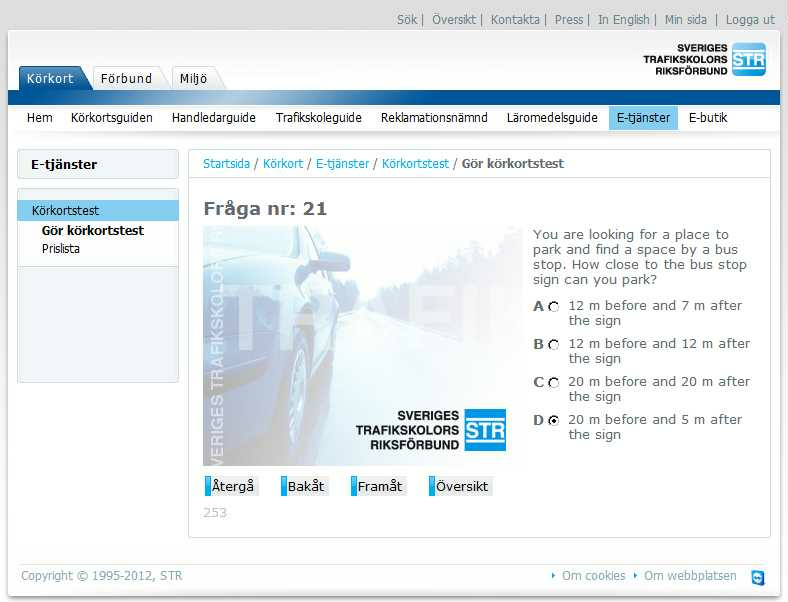 Sök | Översikt | Kontakta | Press | In English | Min sida | Logga ut
SVERIGES
TRAFIKSKOLORS
RIKSFÖRBUND
STR
Körkort Förbund Miljö
Hem Körkortsguiden Handledarguide Trafikskoleguide Reklamationsnämnd Läromedelsguide E-tjänster E-butik
E-tjänster
Körkortstest
Gör körkortstest
Prislista
Startsida / Körkort / E-tjänster / Körkortstest / Gör körkortstest
Fråga nr: 21
VERIGES TRAFIKSKOLORS R
TRAFI
SVERIGES
TRAFIKSKOLORS
RIKSFÖRBUND
STR
You are looking for a place to
park and find a space by a bus
stop. How close to the bus stop
sign can you park?
A 12 m before and 7 m after
the sign
B 12 m before and 12 m after
the sign
C 20 m before and 20 m after
the sign
D 20 m before and 5 m after
the sign
Återgå Bakåt Framåt Översikt
253
Copyright © 1995-2012, STR
Om cookies Om webbplatsen